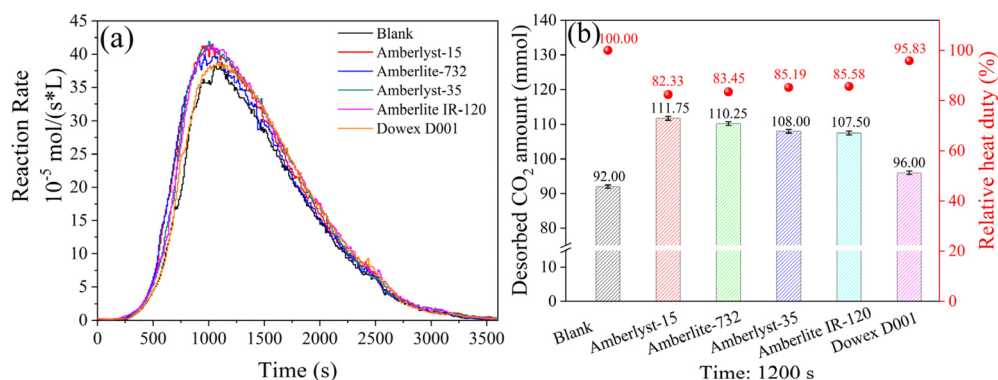 (a)
Blank
Amberlyst-15
Amberlite-732
Amberlyst-35
Amberlite IR-120
Dowex D001
Reaction Rate
10⁻⁵ mol/(s*L)
45
40
35
30
25
20
15
10
5
0
0 500 1000 1500 2000 2500 3000 3500
Time (s)
(b)
Desorbed CO₂ amount (mmol)
140
130
120
110
100
90
80
10
0
100.00
82.33
83.45
85.19
85.58
95.83
92.00
111.75
110.25
108.00
107.50
96.00
Relative heat duty (%)
100
80
60
40
20
0
Blank
Amberlyst-15
Amberlite-732
Amberlyst-35
Amberlite IR-120
Dowex D001
Time: 1200 s